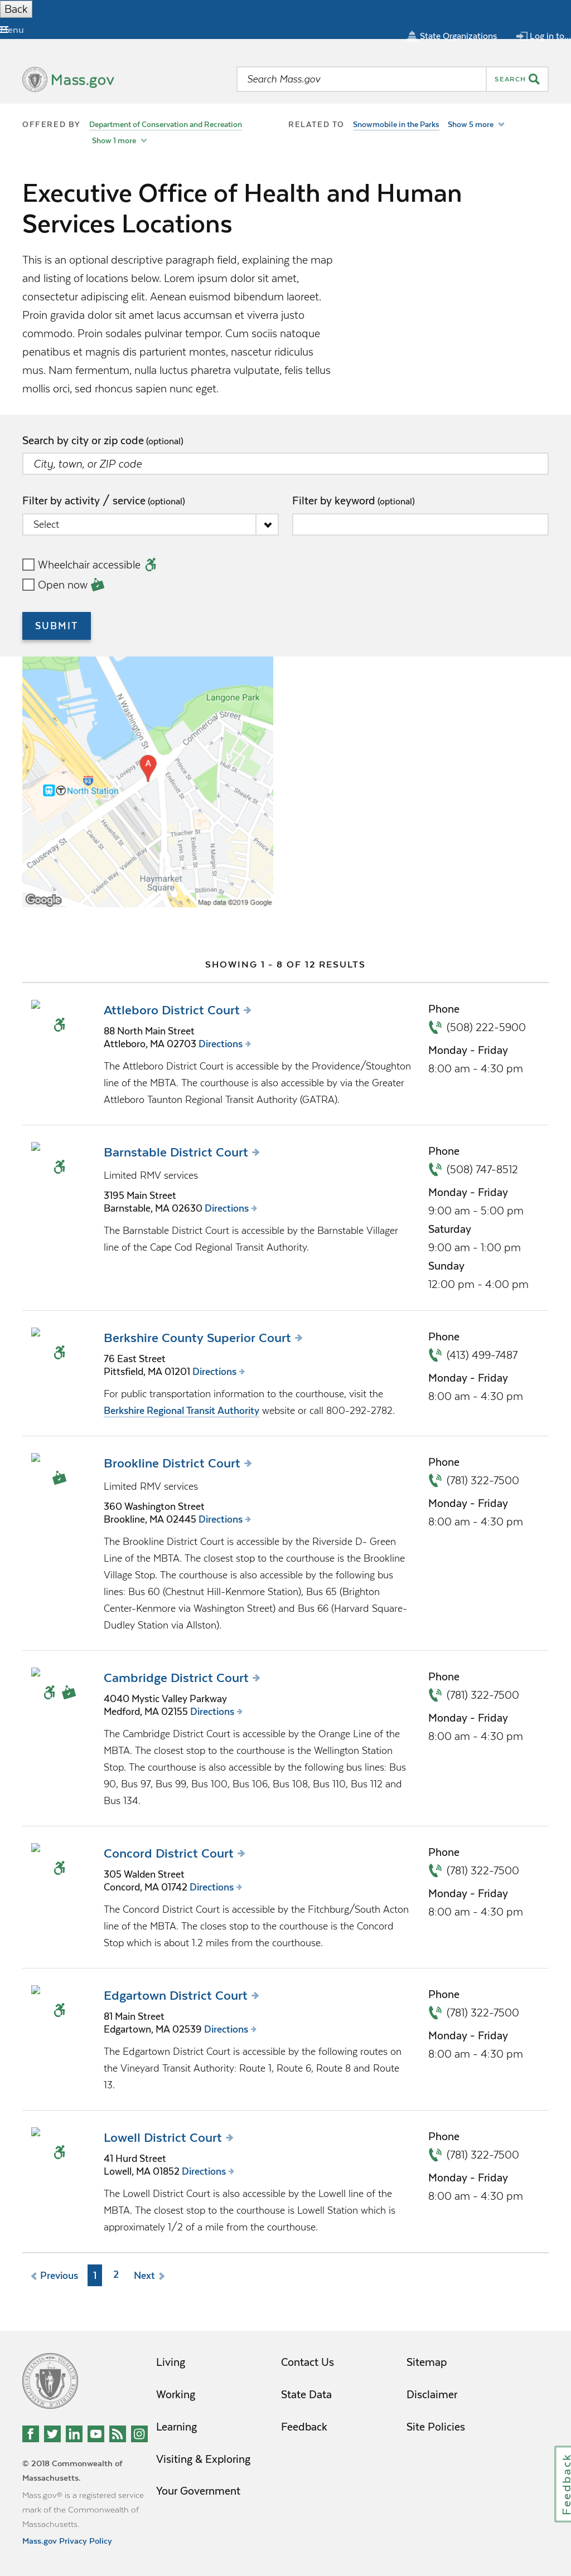 Back
Menu
State Organizations
Log in to...
Mass.gov
Search Mass.gov
SEARCH
OFFERED BY Department of Conservation and Recreation
Show 1 more
RELATED TO Snowmobile in the Parks Show 5 more
Executive Office of Health and Human
Services Locations
This is an optional descriptive paragraph field, explaining the map
and listing of locations below. Lorem ipsum dolor sit amet,
consectetur adipiscing elit. Aenean euismod bibendum laoreet.
Proin gravida dolor sit amet lacus accumsan et viverra justo
commodo. Proin sodales pulvinar tempor. Cum sociis natoque
penatibus et magnis dis parturient montes, nascetur ridiculus
mus. Nam fermentum, nulla luctus pharetra vulputate, felis tellus
mollis orci, sed rhoncus sapien nunc eget.
Search by city or zip code (optional)
City, town, or ZIP code
Filter by activity / service (optional)
Select
Filter by keyword (optional)
Wheelchair accessible
Open now
SUBMIT
Langone Park
N Washington St
Commercial St
Prince St
Hull St
Sheafe St
Lovejoy Pl
A
93
North Station
Causeway St
Canal St
Valenti Way
Thacher St
Endicott St
N Margin St
Prince
Haymarket
Square
Stillman St
Google
Map data ©2019 Google
SHOWING 1 - 8 OF 12 RESULTS
Attleboro District Court
88 North Main Street
Attleboro, MA 02703 Directions
The Attleboro District Court is accessible by the Providence/Stoughton
line of the MBTA. The courthouse is also accessible by via the Greater
Attleboro Taunton Regional Transit Authority (GATRA).
Phone
(508) 222-5900
Monday - Friday
8:00 am - 4:30 pm
Barnstable District Court
Limited RMV services
3195 Main Street
Barnstable, MA 02630 Directions
The Barnstable District Court is accessible by the Barnstable Villager
line of the Cape Cod Regional Transit Authority.
Phone
(508) 747-8512
Monday - Friday
9:00 am - 5:00 pm
Saturday
9:00 am - 1:00 pm
Sunday
12:00 pm - 4:00 pm
Berkshire County Superior Court
76 East Street
Pittsfield, MA 01201 Directions
For public transportation information to the courthouse, visit the
Berkshire Regional Transit Authority website or call 800-292-2782.
Phone
(413) 499-7487
Monday - Friday
8:00 am - 4:30 pm
Brookline District Court
Limited RMV services
360 Washington Street
Brookline, MA 02445 Directions
The Brookline District Court is accessible by the Riverside D- Green
Line of the MBTA. The closest stop to the courthouse is the Brookline
Village Stop. The courthouse is also accessible by the following bus
lines: Bus 60 (Chestnut Hill-Kenmore Station), Bus 65 (Brighton
Center-Kenmore via Washington Street) and Bus 66 (Harvard Square-
Dudley Station via Allston).
Phone
(781) 322-7500
Monday - Friday
8:00 am - 4:30 pm
Cambridge District Court
4040 Mystic Valley Parkway
Medford, MA 02155 Directions
The Cambridge District Court is accessible by the Orange Line of the
MBTA. The closest stop to the courthouse is the Wellington Station
Stop. The courthouse is also accessible by the following bus lines: Bus
90, Bus 97, Bus 99, Bus 100, Bus 106, Bus 108, Bus 110, Bus 112 and
Bus 134.
Phone
(781) 322-7500
Monday - Friday
8:00 am - 4:30 pm
Concord District Court
305 Walden Street
Concord, MA 01742 Directions
The Concord District Court is accessible by the Fitchburg/South Acton
line of the MBTA. The closes stop to the courthouse is the Concord
Stop which is about 1.2 miles from the courthouse.
Phone
(781) 322-7500
Monday - Friday
8:00 am - 4:30 pm
Edgartown District Court
81 Main Street
Edgartown, MA 02539 Directions
The Edgartown District Court is accessible by the following routes on
the Vineyard Transit Authority: Route 1, Route 6, Route 8 and Route
13.
Phone
(781) 322-7500
Monday - Friday
8:00 am - 4:30 pm
Lowell District Court
41 Hurd Street
Lowell, MA 01852 Directions
The Lowell District Court is also accessible by the Lowell line of the
MBTA. The closest stop to the courthouse is Lowell Station which is
approximately 1/2 of a mile from the courthouse.
Phone
(781) 322-7500
Monday - Friday
8:00 am - 4:30 pm
Previous 1 2 Next
Living
Working
Learning
Visiting & Exploring
Your Government
Contact Us
State Data
Feedback
Sitemap
Disclaimer
Site Policies
© 2018 Commonwealth of
Massachusetts.
Mass.gov® is a registered service
mark of the Commonwealth of
Massachusetts.
Mass.gov Privacy Policy
Feedback